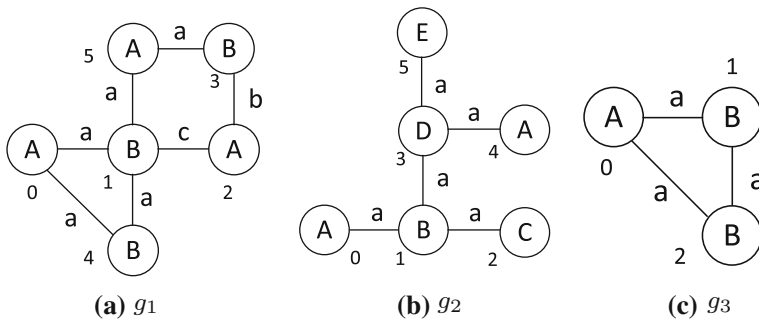 A a B
5 3
a b
A a B c A
0 1 2
a a
4 B
(a) g1
E
5
a
D a A
3 4
a
A a B a C
0 1 2
(b) g2
1
A a B
0
a a
2 B
(c) g3